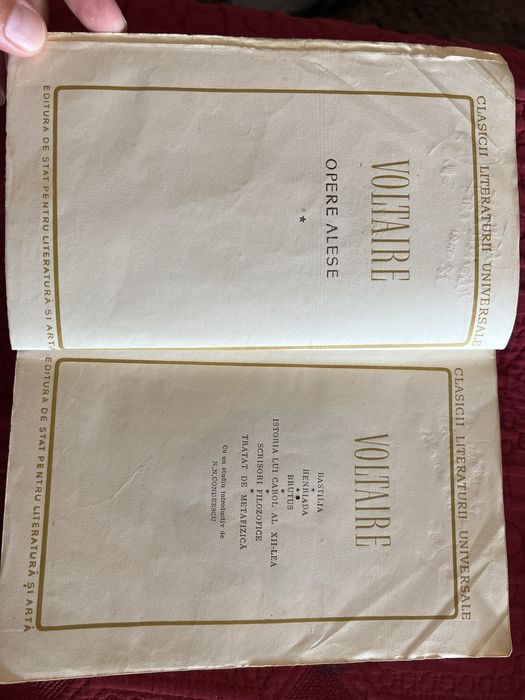 CLASICII LITERATURII UNIVERSALE
VOLTAIRE
OPERE ALESE
*
EDITURA DE STAT PENTRU LITERATURĂ ȘI ARTĂ
CLASICII LITERATURII UNIVERSALE
VOLTAIRE
BASTILIA
*
HENRIADA
●
BRUTUS
*
ISTORIA LUI CAROL AL XII-LEA
*
SCRISORI FILOZOFICE
*
TRATAT DE METAFIZICĂ
Cu un studiu introductiv de
N.N.CONDEESCU
EDITURA DE STAT PENTRU LITERATURĂ ȘI ARTĂ